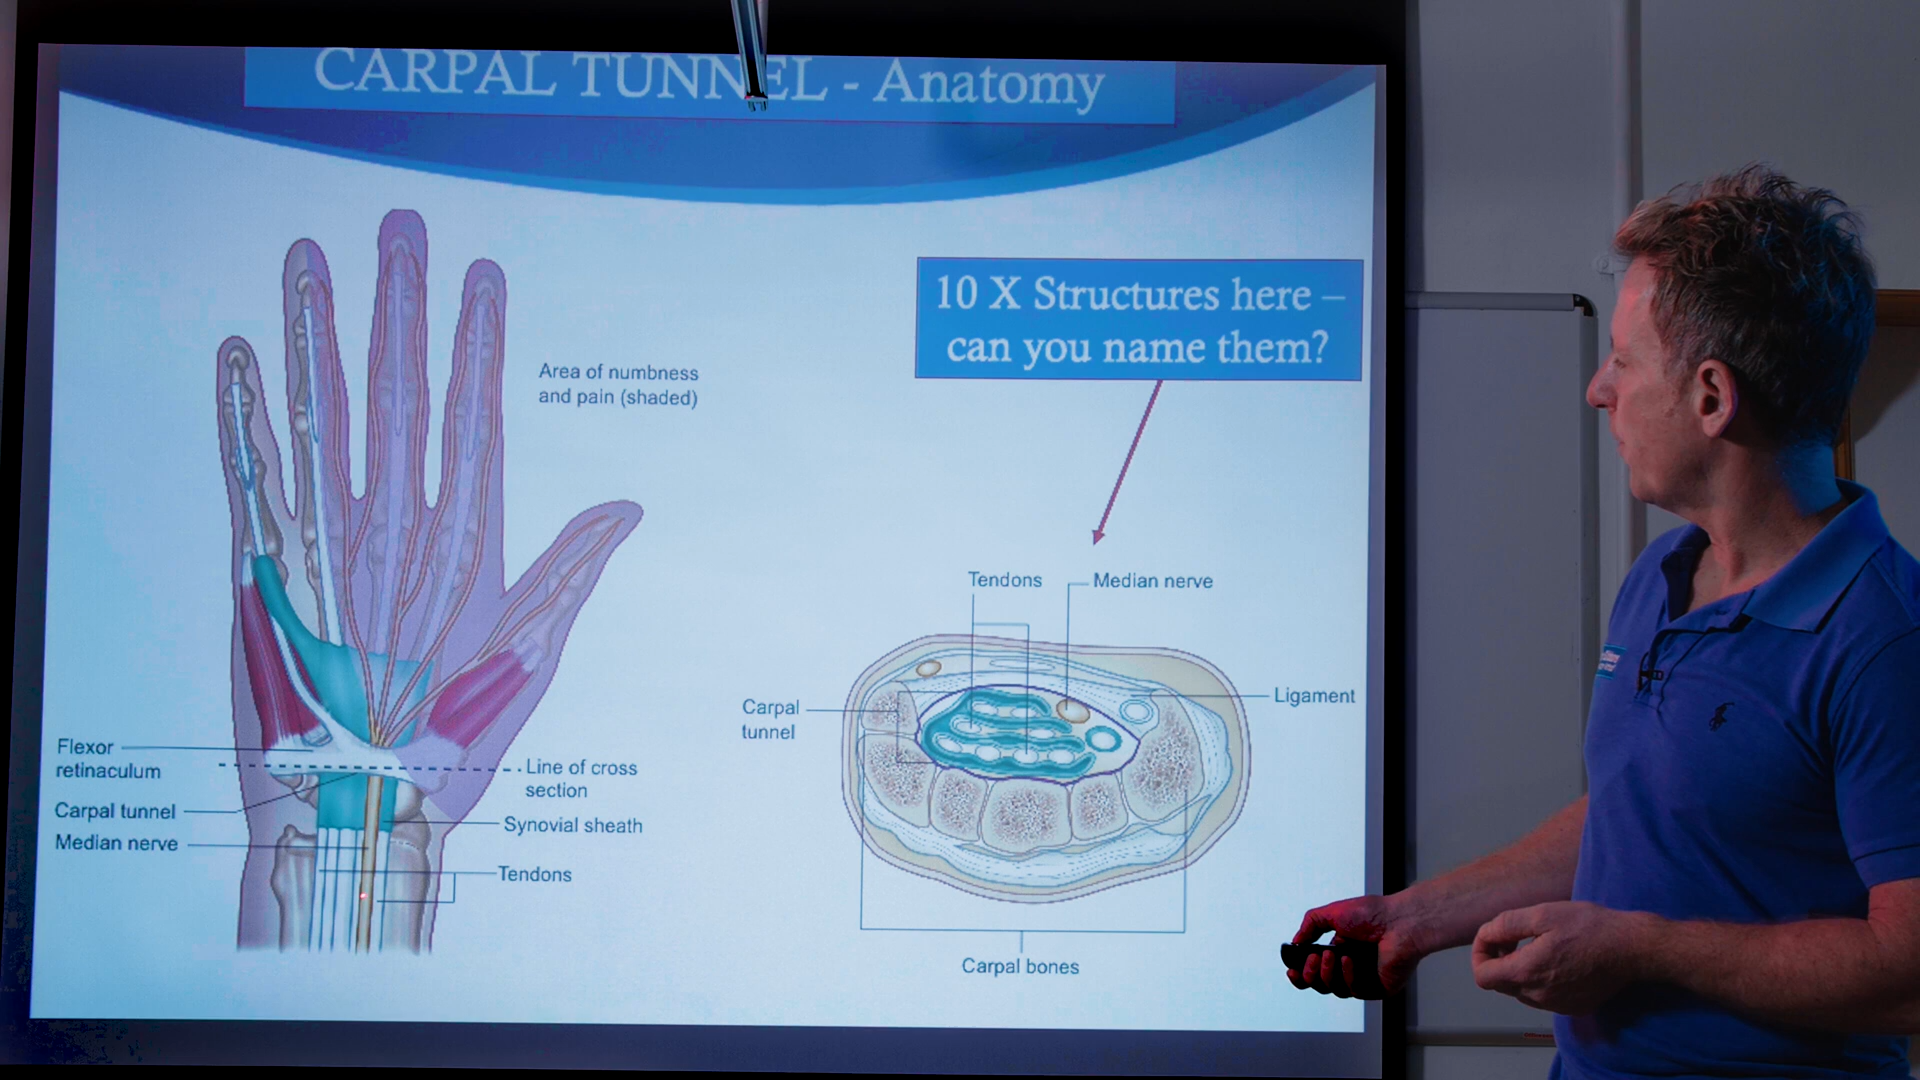 CARPAL TUNNEL - Anatomy
10 X Structures here –
can you name them?
Area of numbness
and pain (shaded)
Tendons
Median nerve
Carpal
tunnel
Ligament
Flexor
retinaculum
Line of cross
section
Carpal tunnel
Synovial sheath
Median nerve
Tendons
Carpal bones